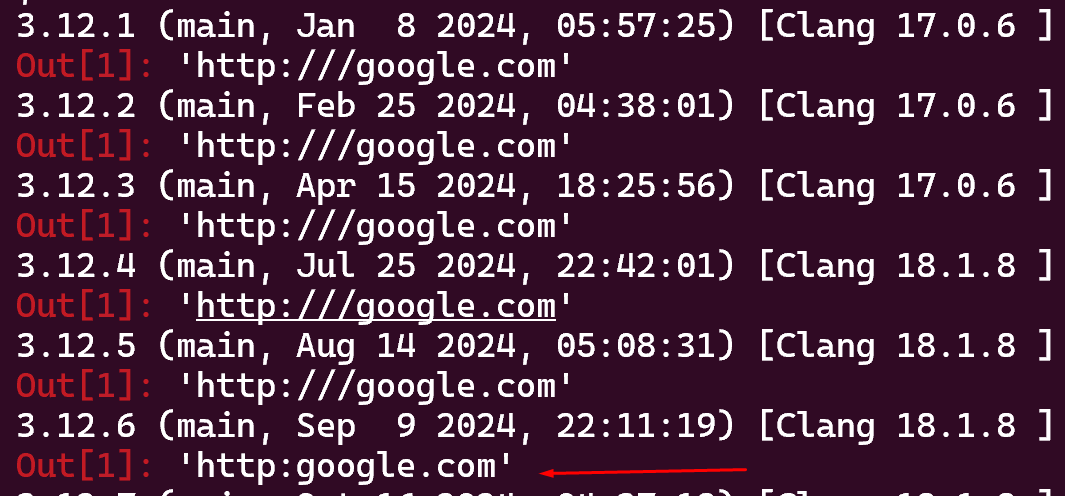 3.12.1 (main, Jan  8 2024, 05:57:25) [Clang 17.0.6 ]
Out[1]: 'http:///google.com'
3.12.2 (main, Feb 25 2024, 04:38:01) [Clang 17.0.6 ]
Out[1]: 'http:///google.com'
3.12.3 (main, Apr 15 2024, 18:25:56) [Clang 17.0.6 ]
Out[1]: 'http:///google.com'
3.12.4 (main, Jul 25 2024, 22:42:01) [Clang 18.1.8 ]
Out[1]: 'http:///google.com'
3.12.5 (main, Aug 14 2024, 05:08:31) [Clang 18.1.8 ]
Out[1]: 'http:///google.com'
3.12.6 (main, Sep  9 2024, 22:11:19) [Clang 18.1.8 ]
Out[1]: 'http:google.com'